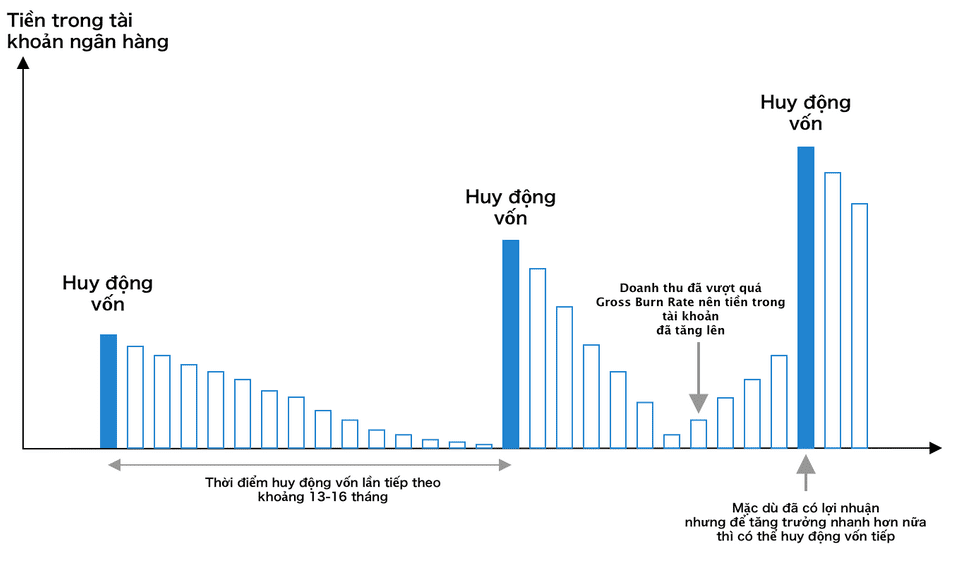 Tiền trong tài
khoản ngân hàng
Huy động
vốn
Huy động
vốn
Huy động
vốn
Doanh thu đã vượt quá
Gross Burn Rate nên tiền trong
tài khoản
đã tăng lên
Thời điểm huy động vốn lần tiếp theo
khoảng 13-16 tháng
Mặc dù đã có lợi nhuận
nhưng để tăng trưởng nhanh hơn nữa
thì có thể huy động vốn tiếp